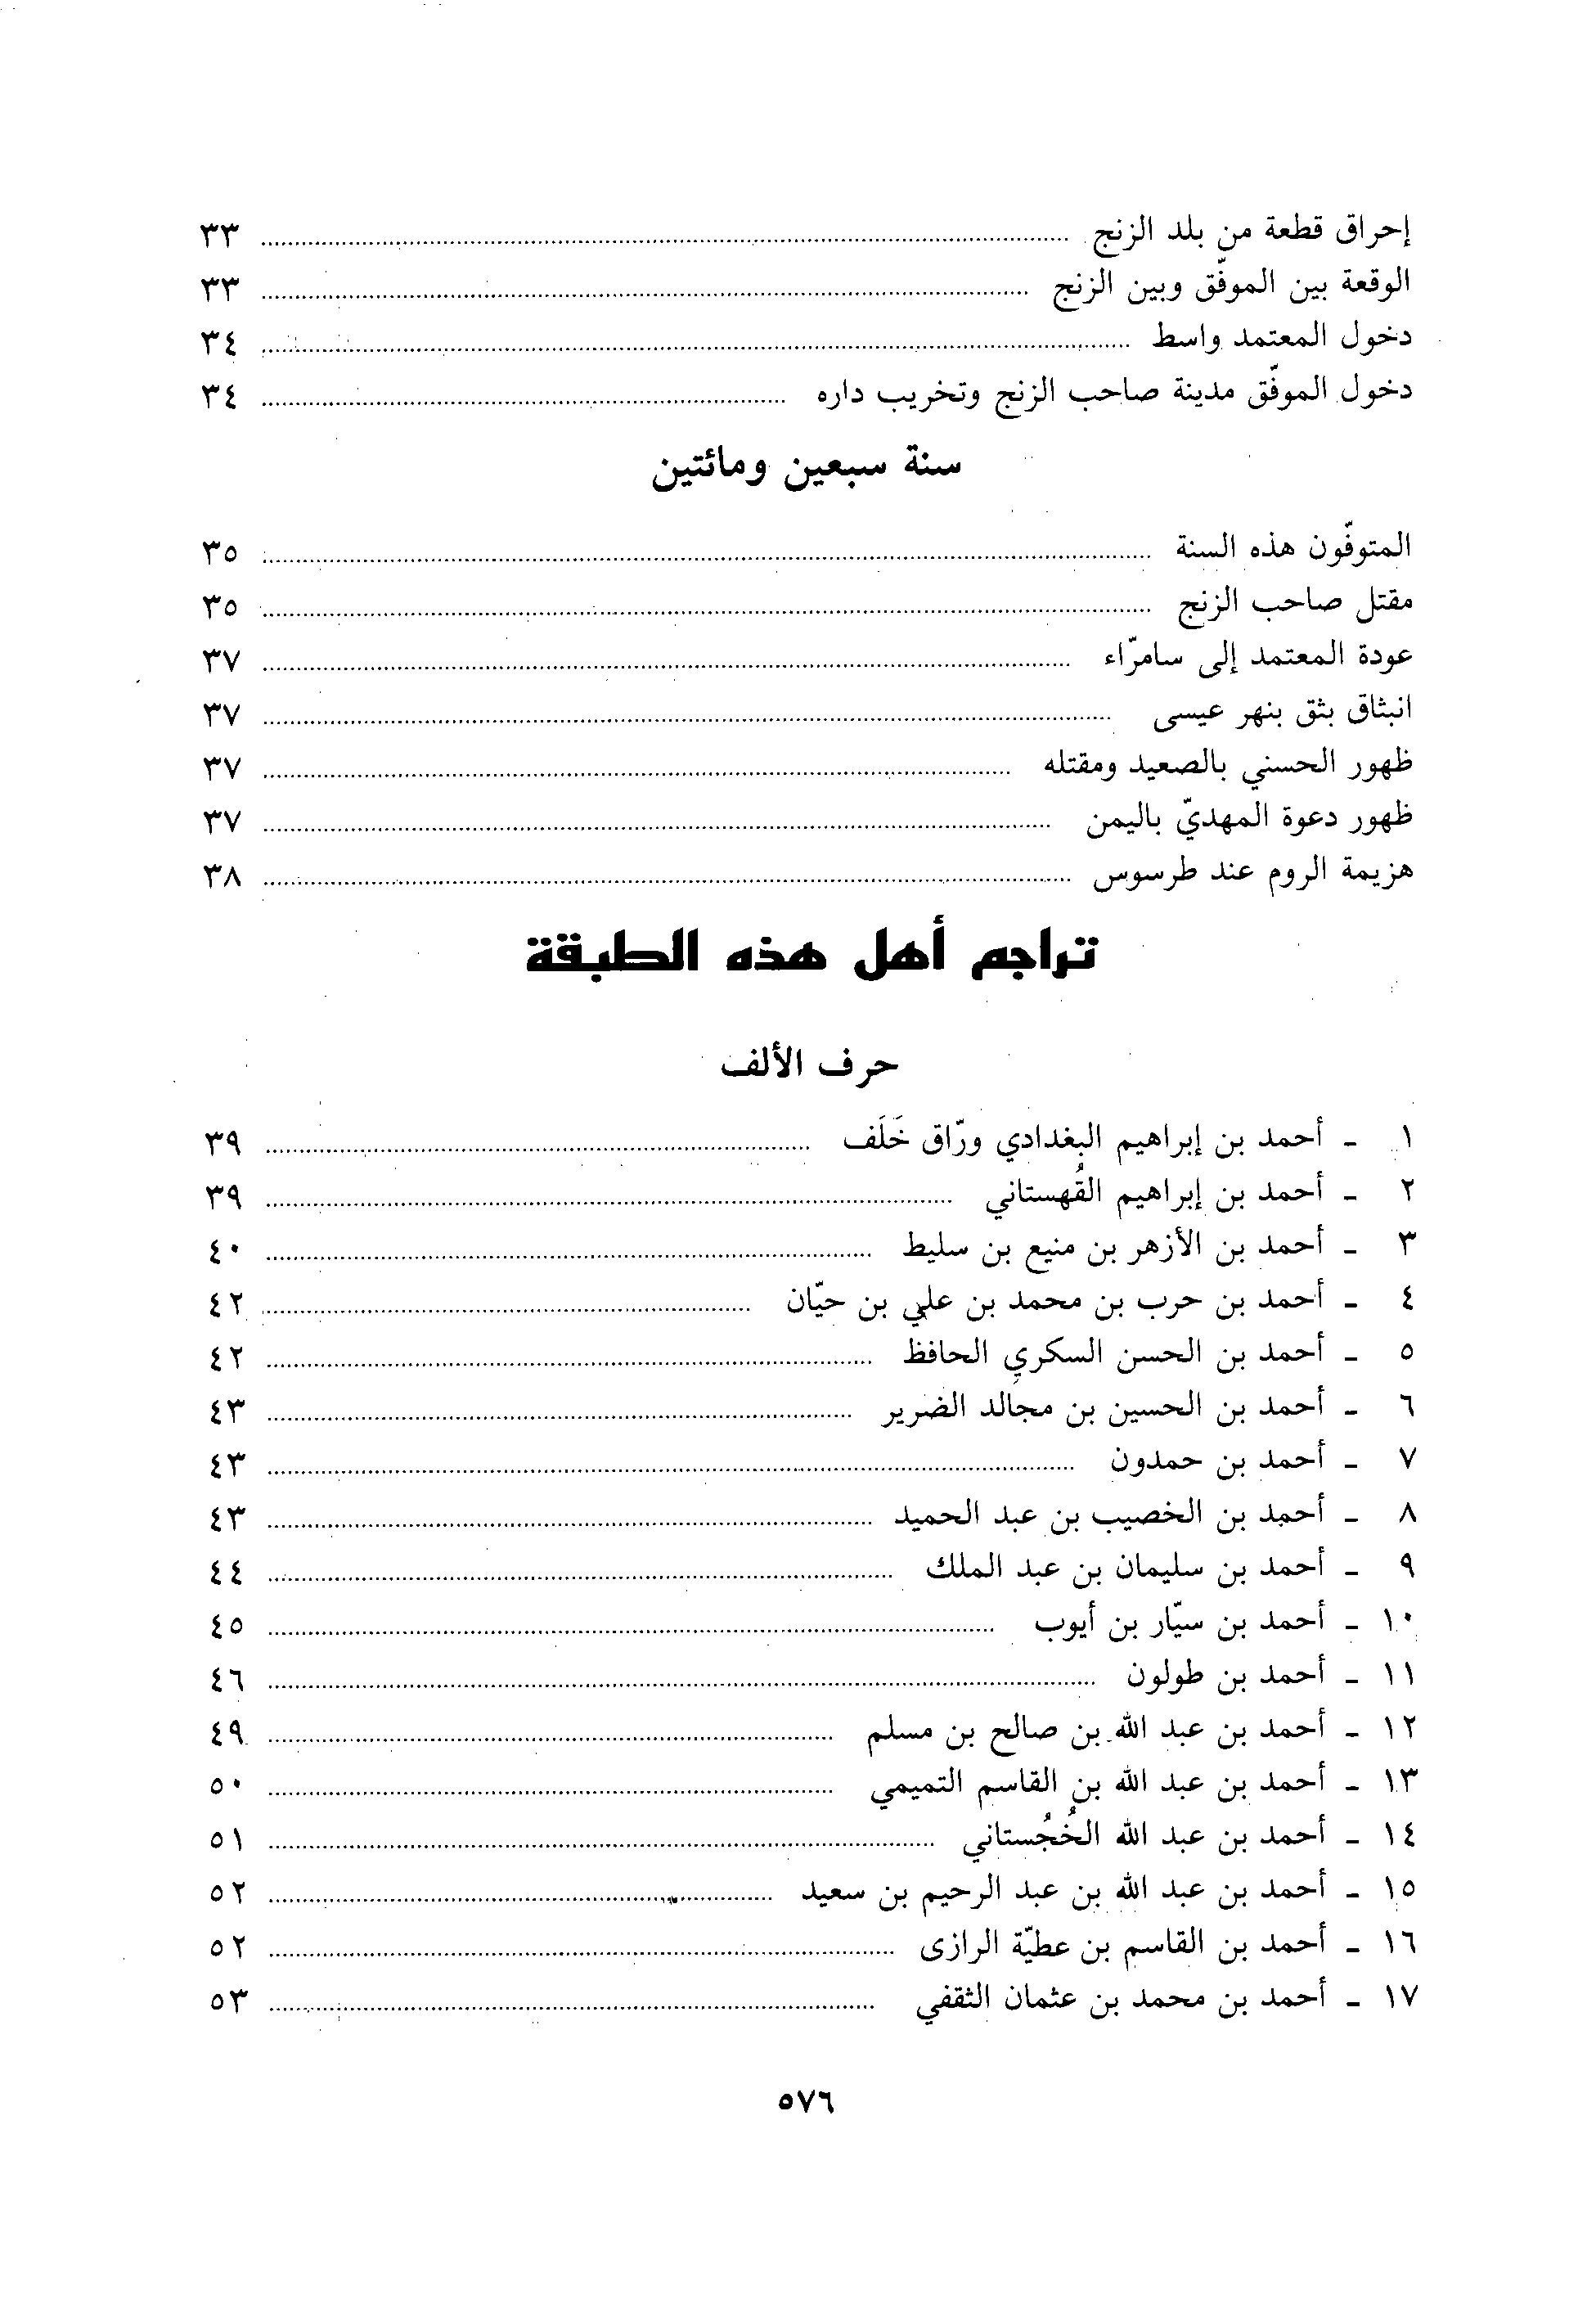 إحراق قطعة من بلد الزنج ........ ٣٣
الوقعة بين الموفّق وبين الزنج ........ ٣٣
دخول المعتمد واسط ........ ٣٤
دخول الموفّق مدينة صاحب الزنج وتخريب داره ........ ٣٤
سنة سبعين ومائتين
المتوفّون هذه السنة ........ ٣٥
مقتل صاحب الزنج ........ ٣٥
عودة المعتمد إلى سامرّاء ........ ٣٧
انبثاق بثق بنهر عيسى ........ ٣٧
ظهور الحسني بالصعيد ومقتله ........ ٣٧
ظهور دعوة المهديّ باليمن ........ ٣٧
هزيمة الروم عند طرسوس ........ ٣٨
تراجم أهل هذه الطبقة
حرف الألف
١ - أحمد بن إبراهيم البغدادي ورّاق خَلَف ........ ٣٩
٢ - أحمد بن إبراهيم القُهستاني ........ ٣٩
٣ - أحمد بن الأزهر بن منيع بن سليط ........ ٤٠
٤ - أحمد بن حرب بن محمد بن علي بن حيّان ........ ٤٢
٥ - أحمد بن الحسن السكري الحافظ ........ ٤٢
٦ - أحمد بن الحسين بن مجالد الضرير ........ ٤٣
٧ - أحمد بن حمدون ........ ٤٣
٨ - أحمد بن الخصيب بن عبد الحميد ........ ٤٣
٩ - أحمد بن سليمان بن عبد الملك ........ ٤٤
١٠ - أحمد بن سيّار بن أيوب ........ ٤٥
١١ - أحمد بن طولون ........ ٤٦
١٢ - أحمد بن عبد الله بن صالح بن مسلم ........ ٤٩
١٣ - أحمد بن عبد الله بن القاسم التميمي ........ ٥٠
١٤ - أحمد بن عبد الله الخُجُستاني ........ ٥١
١٥ - أحمد بن عبد الله بن عبد الرحيم بن سعيد ........ ٥٢
١٦ - أحمد بن القاسم بن عطيّة الرازى ........ ٥٢
١٧ - أحمد بن محمد بن عثمان الثقفي ........ ٥٣
٥٧٦